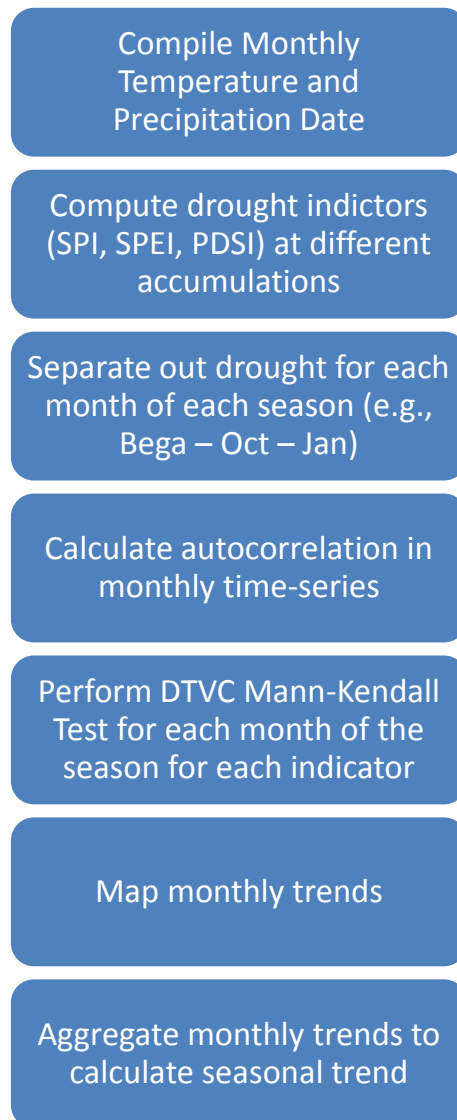 Compile Monthly
Temperature and
Precipitation Date
Compute drought indictors
(SPI, SPEI, PDSI) at different
accumulations
Separate out drought for each
month of each season (e.g.,
Bega – Oct – Jan)
Calculate autocorrelation in
monthly time-series
Perform DTVC Mann-Kendall
Test for each month of the
season for each indicator
Map monthly trends
Aggregate monthly trends to
calculate seasonal trend